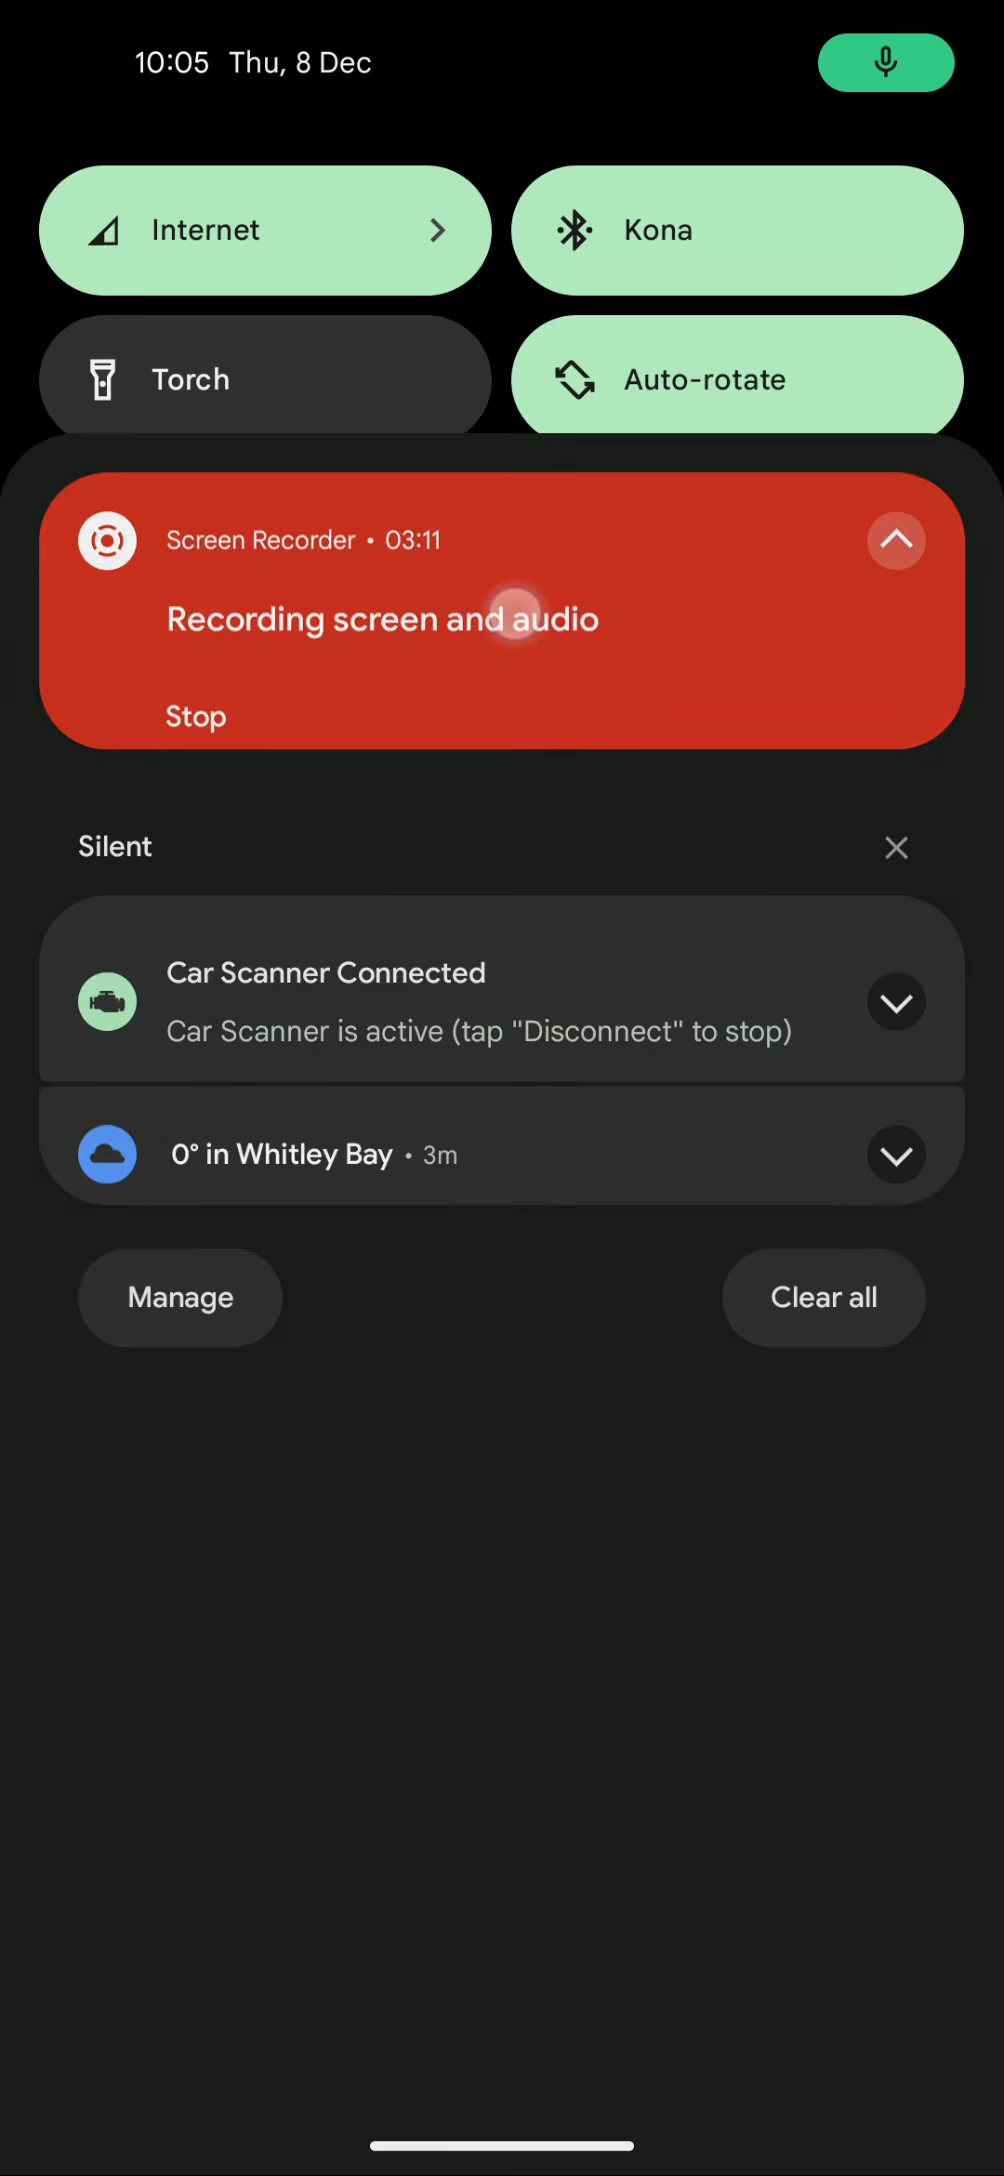 10:05 Thu, 8 Dec
Internet
Kona
Torch
Auto-rotate
Screen Recorder • 03:11
Recording screen and audio
Stop
Silent
Car Scanner Connected
Car Scanner is active (tap "Disconnect" to stop)
0° in Whitley Bay • 3m
Manage
Clear all